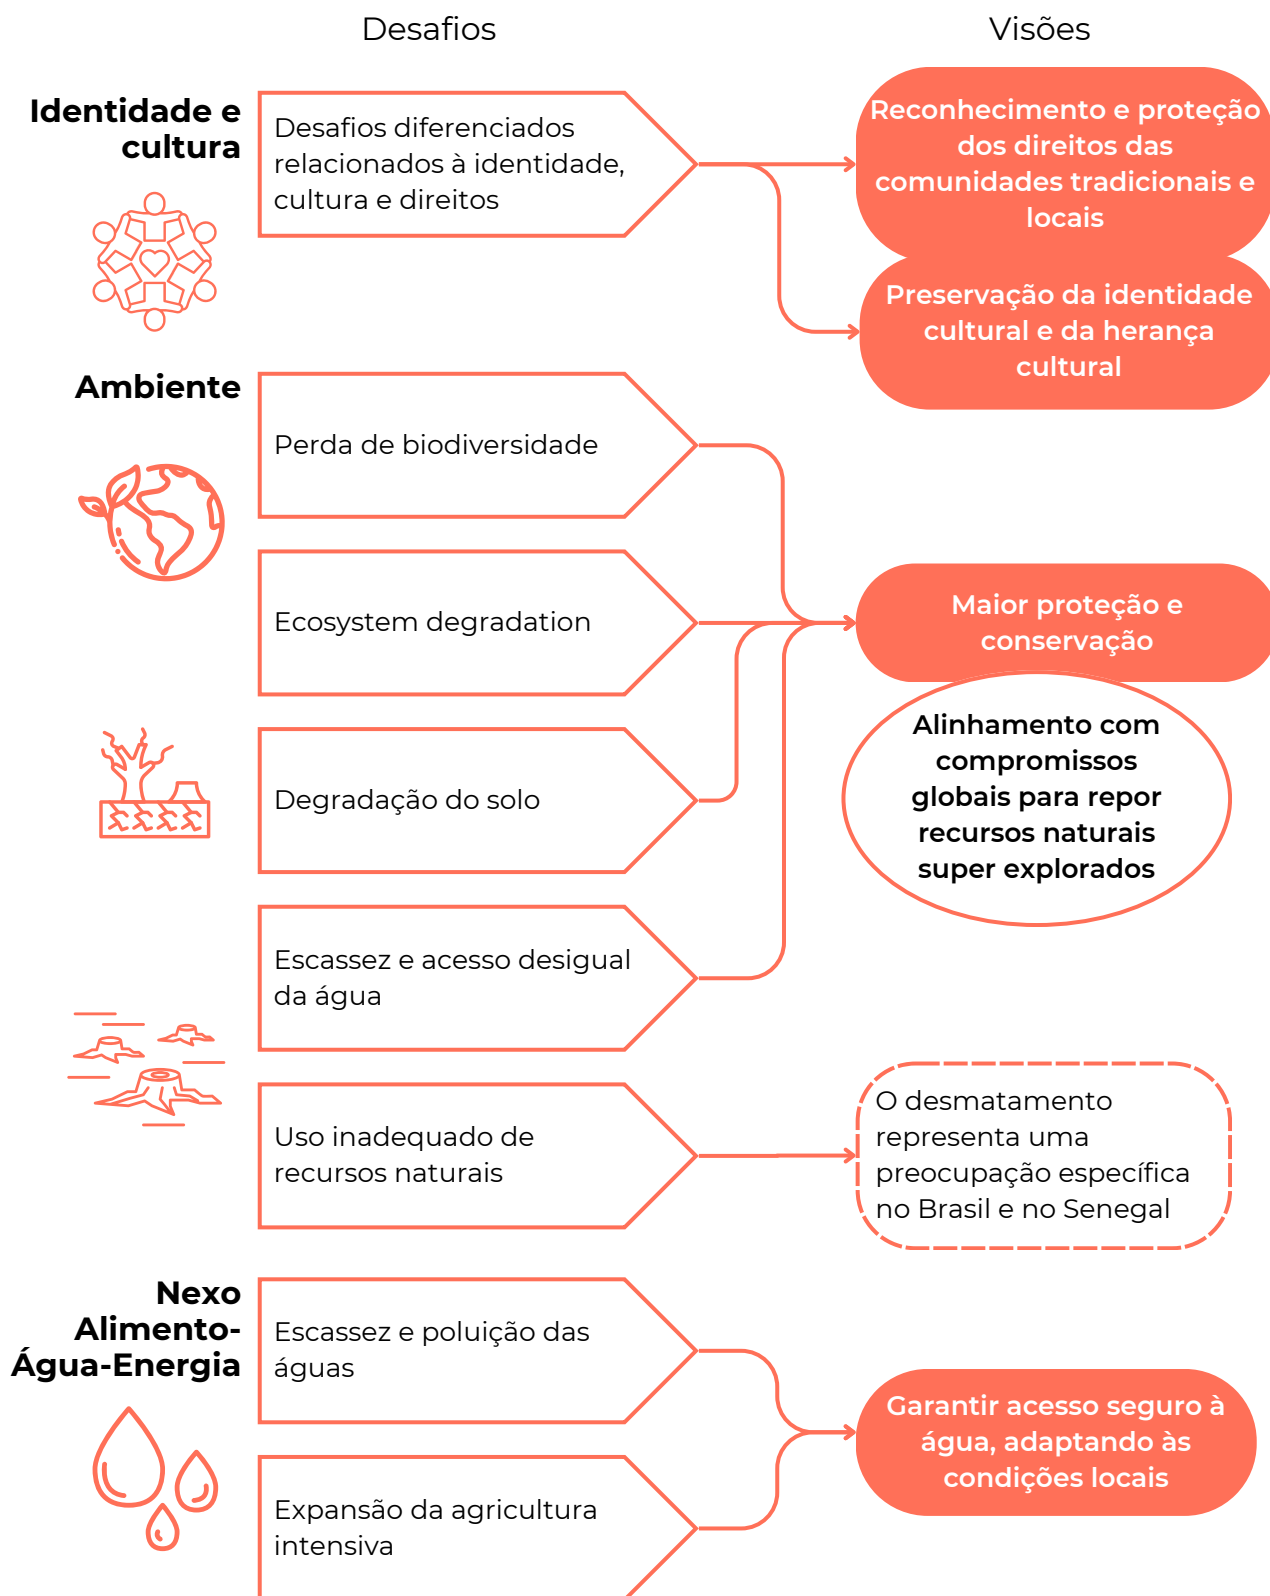 Desafios
Visões
Identidade e
cultura
Desafios diferenciados
relacionados à identidade,
cultura e direitos
Reconhecimento e proteção
dos direitos das
comunidades tradicionais e
locais
Preservação da identidade
cultural e da herança
cultural
Ambiente
Perda de biodiversidade
Ecosystem degradation
Maior proteção e
conservação
Alinhamento com
compromissos
globais para repor
recursos naturais
super explorados
Degradação do solo
Escassez e acesso desigual
da água
Uso inadequado de
recursos naturais
O desmatamento
representa uma
preocupação específica
no Brasil e no Senegal
Nexo
Alimento-
Água-Energia
Escassez e poluição das
águas
Garantir acesso seguro à
água, adaptando às
condições locais
Expansão da agricultura
intensiva